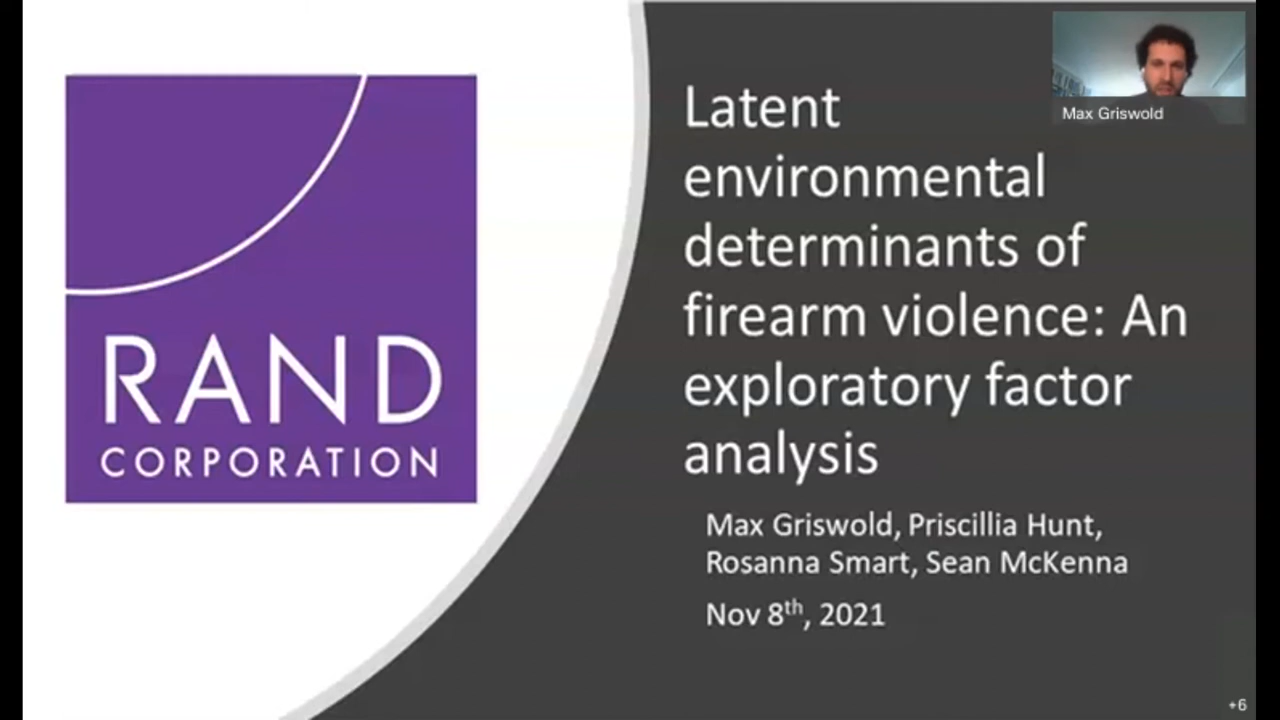 RAND
CORPORATION
Latent
environmental
determinants of
firearm violence: An
exploratory factor
analysis
Max Griswold, Priscillia Hunt,
Rosanna Smart, Sean McKenna
Nov 8th, 2021
Max Griswold
+6